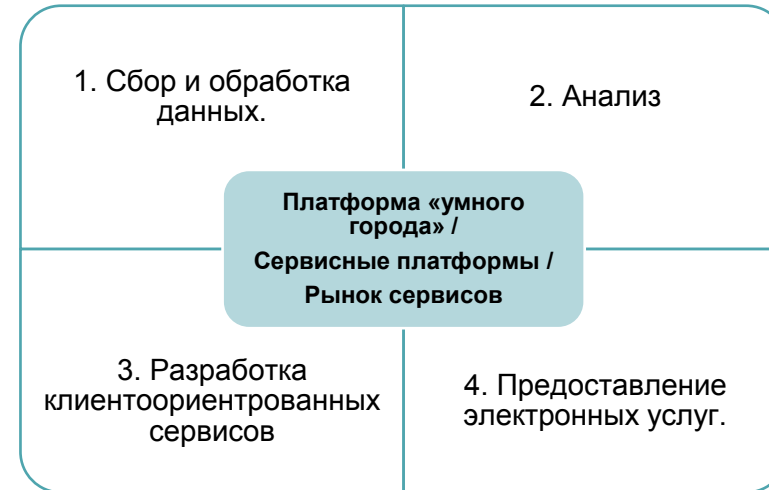 1. Сбор и обработка
данных.
2. Анализ
Платформа «умного
города» /
Сервисные платформы /
Рынок сервисов
3. Разработка
клиентоориентрованных
сервисов
4. Предоставление
электронных услуг.